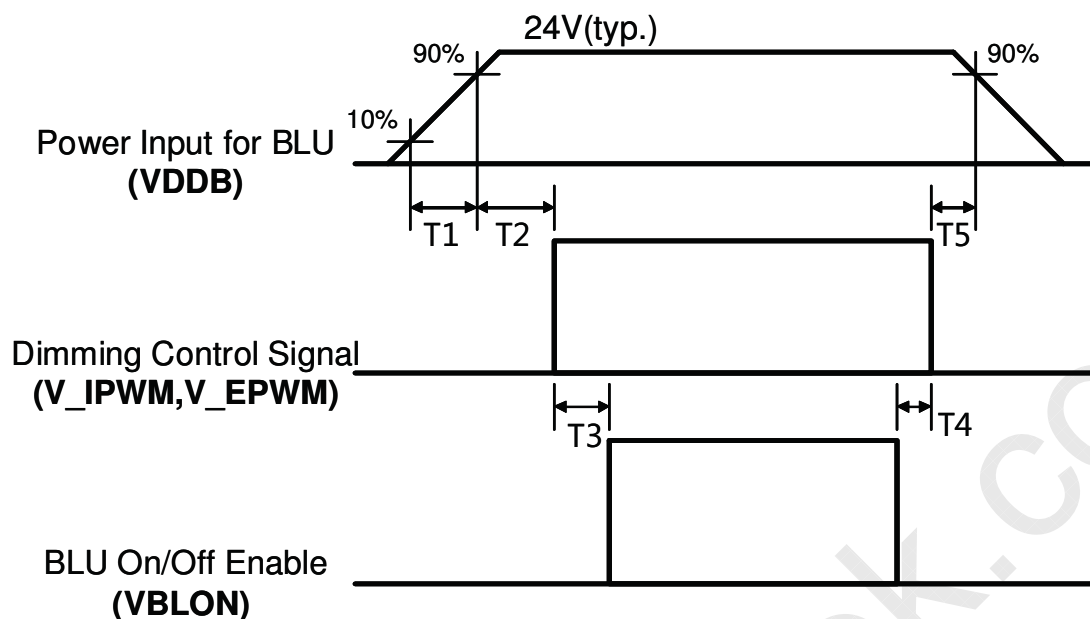 24V(typ.)
90%
90%
10%
Power Input for BLU
(VDDB)
T1
T2
T5
Dimming Control Signal
(V_IPWM,V_EPWM)
T3
T4
BLU On/Off Enable
(VBLON)